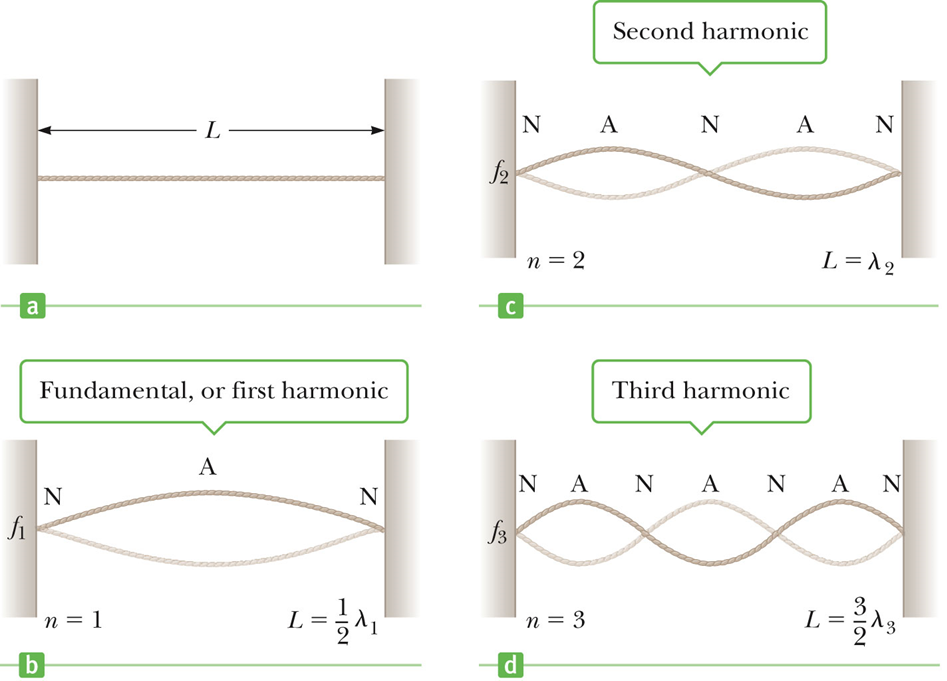 L
a
Fundamental, or first harmonic
A
N N
f₁
n = 1 L = 1/2 λ₁
b
Second harmonic
N A N A N
f₂
n = 2 L = λ₂
c
Third harmonic
N A N A N A N
f₃
n = 3 L = 3/2 λ₃
d